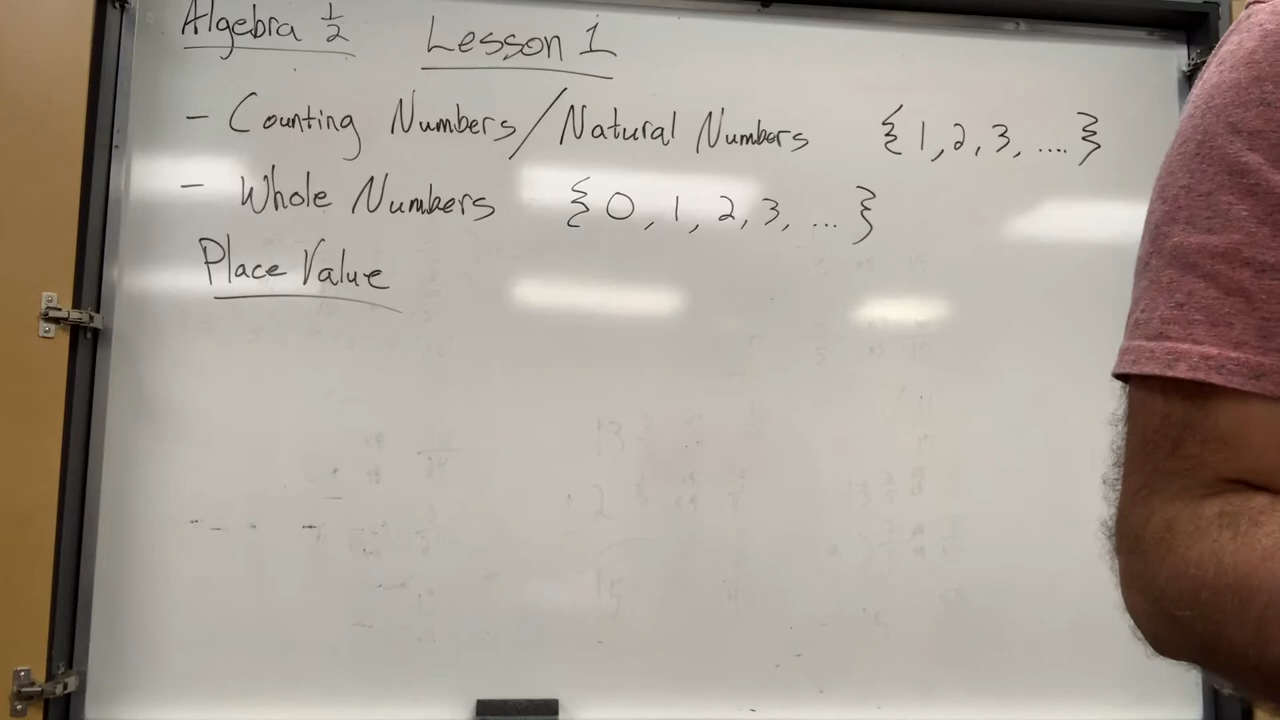 Algebra ½ Lesson 1
- Counting Numbers/Natural Numbers {1,2,3,....}
- Whole Numbers {0,1,2,3,...}
Place Value